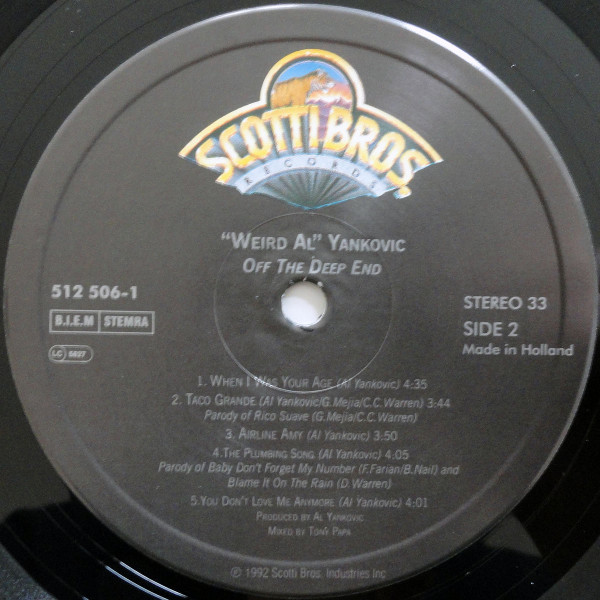 SCOTTI BROS.
RECORDS
"WEIRD AL" YANKOVIC
OFF THE DEEP END
512 506-1
B.I.E.M STEMRA
LC 5637
STEREO 33
SIDE 2
Made in Holland
1. WHEN I WAS YOUR AGE (Al Yankovic) 4:35
2. TACO GRANDE (Al Yankovic/G.Mejia/C.C.Warren) 3:44
Parody of Rico Suave (G.Mejia/C.C.Warren)
3. AIRLINE AMY (Al Yankovic) 3:50
4.THE PLUMBING SONG (Al Yankovic) 4:05
Parody of Baby Don't Forget My Number (F.Farian/B.Nail) and
Blame It On The Rain (D.Warren)
5.YOU DON'T LOVE ME ANYMORE (Al Yankovic) 4:01
PRODUCED BY AL YANKOVIC
MIXED BY TONY PAPA
℗ 1992 Scotti Bros. Industries Inc